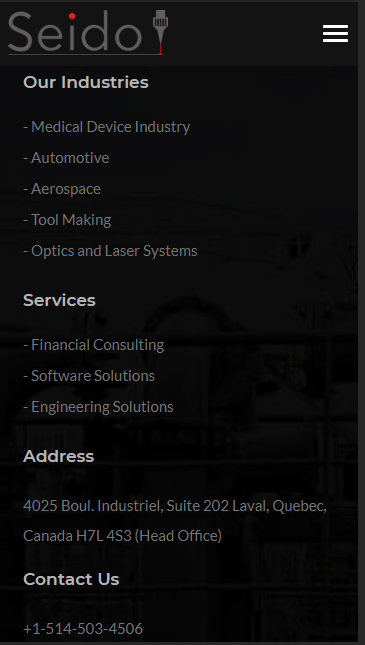 Seido
Our Industries
- Medical Device Industry
- Automotive
- Aerospace
- Tool Making
- Optics and Laser Systems
Services
- Financial Consulting
- Software Solutions
- Engineering Solutions
Address
4025 Boul. Industriel, Suite 202 Laval, Quebec,
Canada H7L 4S3 (Head Office)
Contact Us
+1-514-503-4506